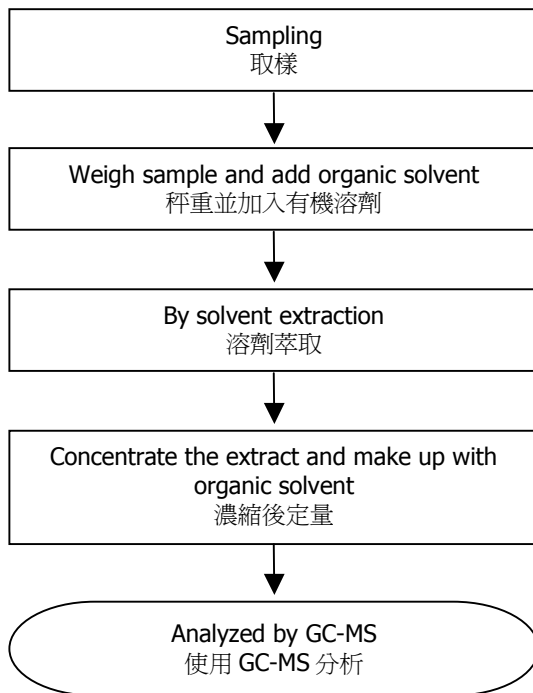 Sampling
取樣
Weigh sample and add organic solvent
秤重並加入有機溶劑
By solvent extraction
溶劑萃取
Concentrate the extract and make up with
organic solvent
濃縮後定量
Analyzed by GC-MS
使用 GC-MS 分析